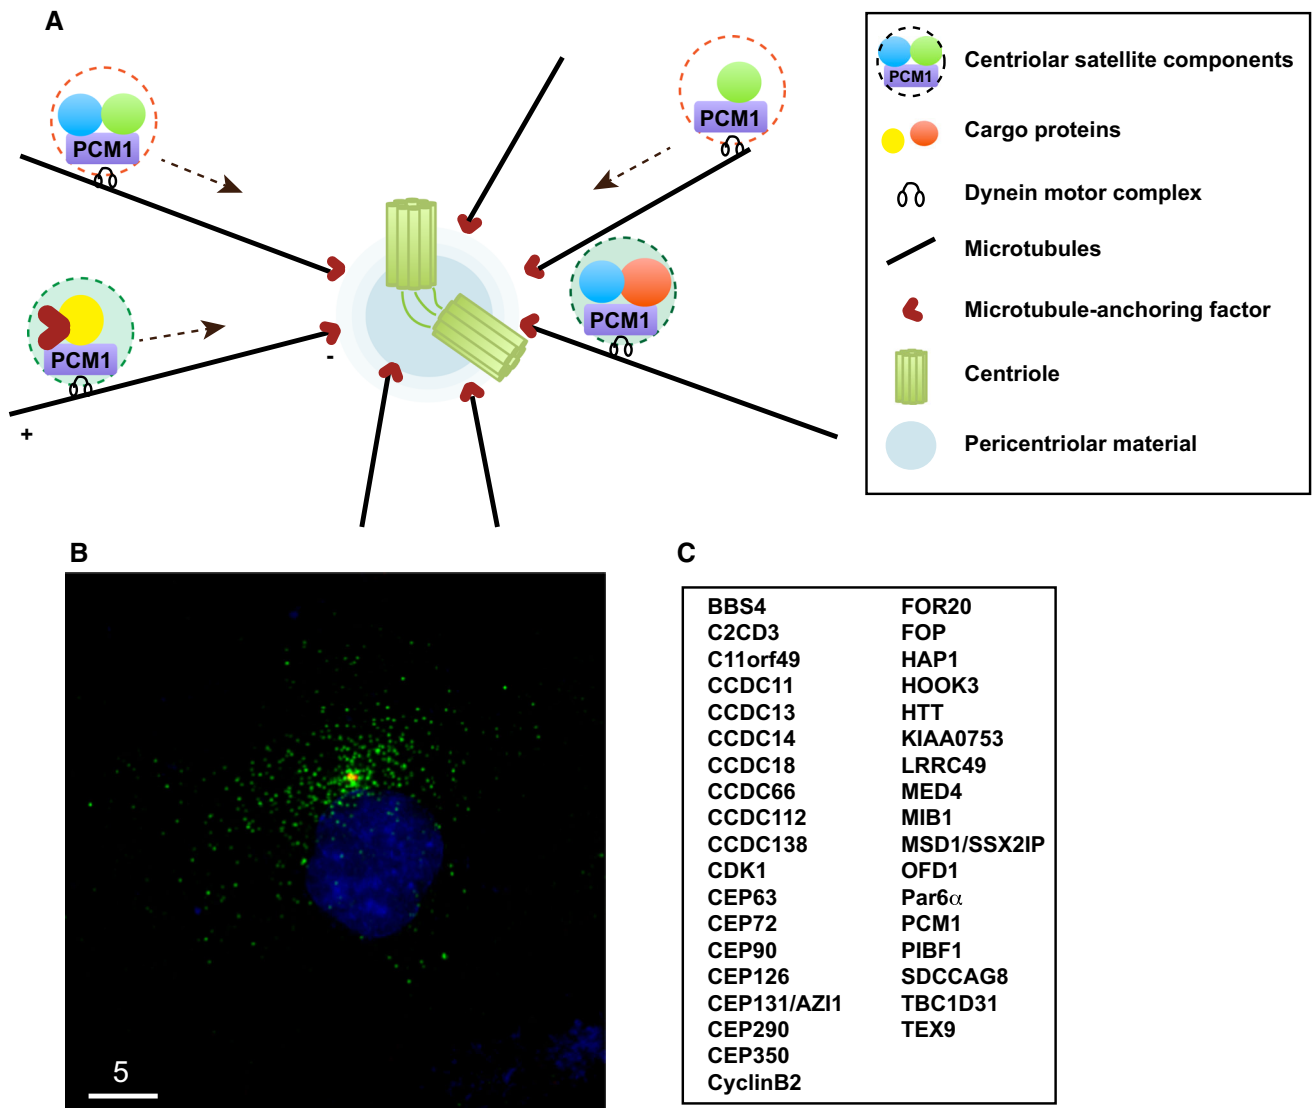 A
PCM1
PCM1
PCM1
PCM1
-
+
PCM1
Centriolar satellite components
Cargo proteins
Dynein motor complex
Microtubules
Microtubule-anchoring factor
Centriole
Pericentriolar material
B
5
C
BBS4
C2CD3
C11orf49
CCDC11
CCDC13
CCDC14
CCDC18
CCDC66
CCDC112
CCDC138
CDK1
CEP63
CEP72
CEP90
CEP126
CEP131/AZI1
CEP290
CEP350
CyclinB2
FOR20
FOP
HAP1
HOOK3
HTT
KIAA0753
LRRC49
MED4
MIB1
MSD1/SSX2IP
OFD1
Par6α
PCM1
PIBF1
SDCCAG8
TBC1D31
TEX9